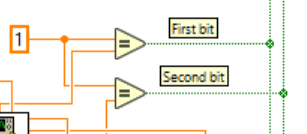 First bit
1
=
Second bit
=